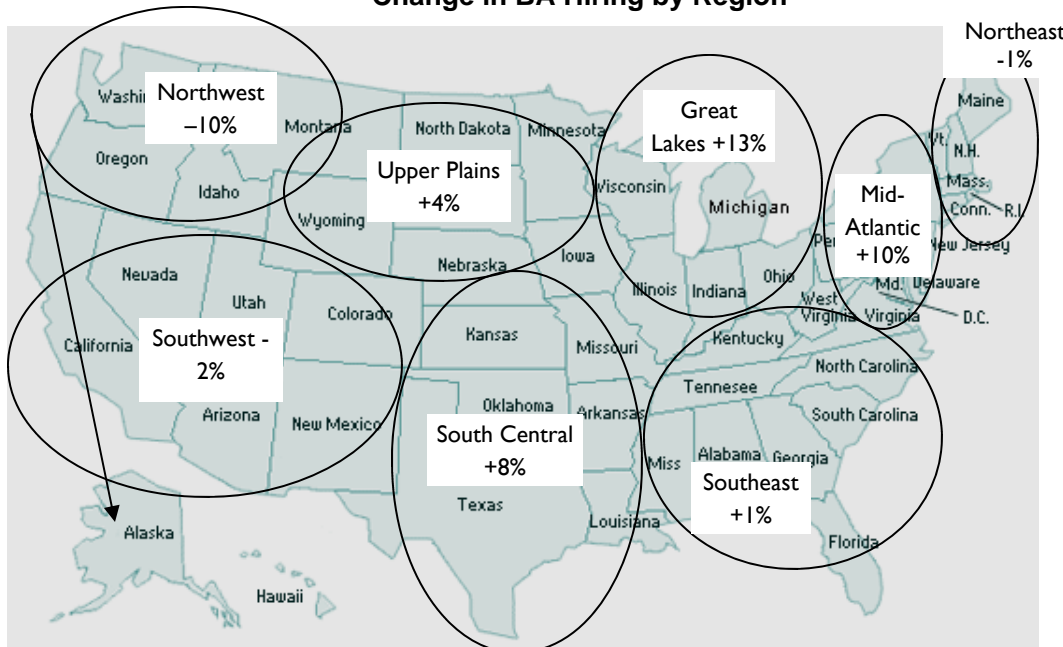 Change in BA Hiring by Region
Northeast
-1%
Northwest
–10%
Great
Lakes +13%
Upper Plains
+4%
Mid-
Atlantic
+10%
Southwest -
2%
South Central
+8%
Southeast
+1%
Washin
Montana
North Dakota
Minnesota
Maine
Oregon
Idaho
Wyoming
Wisconsin
Michigan
Vt.
N.H.
Mass.
R.I.
Conn.
New Jersey
Nevada
Utah
Colorado
Nebraska
Iowa
Illinois
Indiana
Ohio
Pe
Md.
Delaware
West
Virginia
Virginia
D.C.
California
Kansas
Missouri
Kentucky
North Carolina
Tennesee
Arizona
New Mexico
Oklahoma
Arkansas
South Carolina
Texas
Miss
Alabama
Georgia
Louisiana
Florida
Alaska
Hawaii